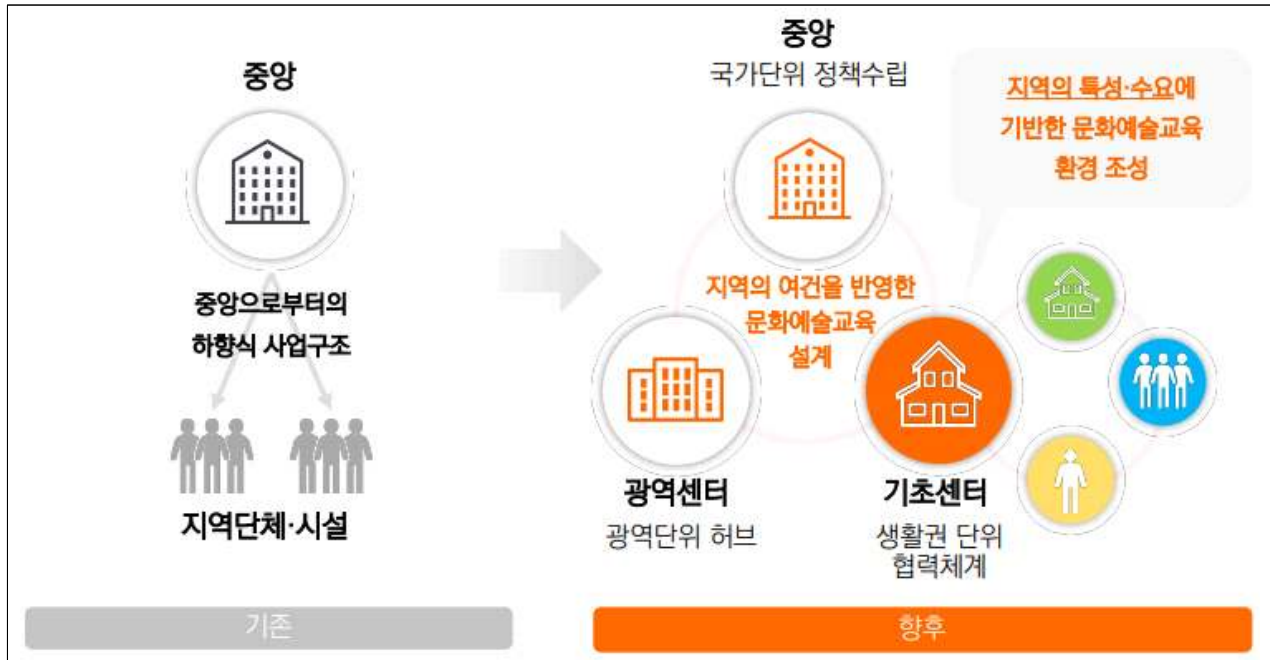 중앙
중앙으로부터의
하향식 사업구조
지역단체·시설
기존
중앙
국가단위 정책수립
지역의 특성·수요에
기반한 문화예술교육
환경 조성
지역의 여건을 반영한
문화예술교육
설계
광역센터
광역단위 허브
기초센터
생활권 단위
협력체계
향후